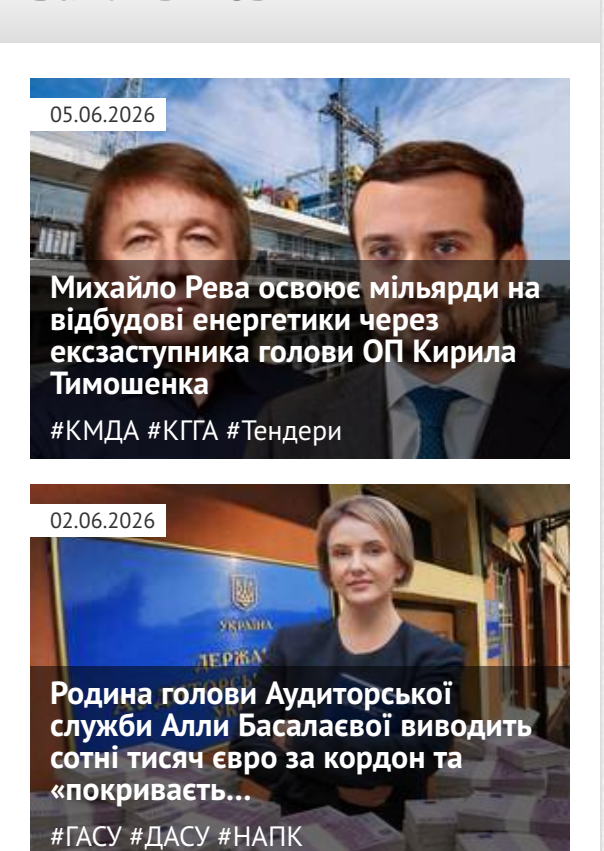 05.06.2026
Михайло Рева освоює мільярди на
відбудові енергетики через
ексзаступника голови ОП Кирила
Тимошенка
#КМДА #КГГА #Тендери
02.06.2026
УКРАЇНА
Родина голови Аудиторської
служби Алли Басалаєвої виводить
сотні тисяч євро за кордон та
«покриваєть...
#ГАСУ #ДАСУ #НАПК